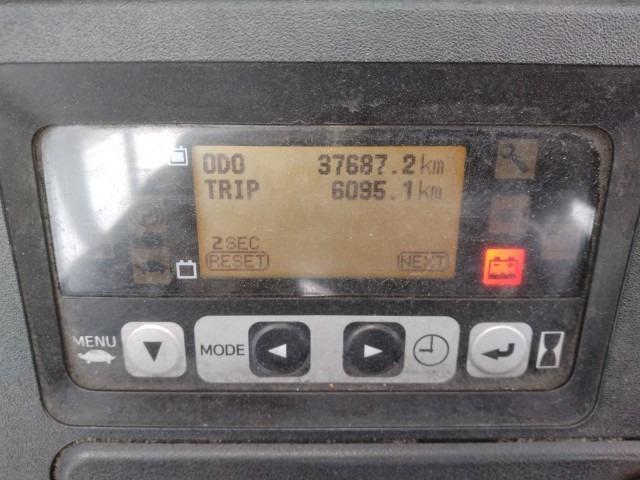 ODO 37687.2km
TRIP 6095.1km
2SEC
RESET NEXT
MENU MODE